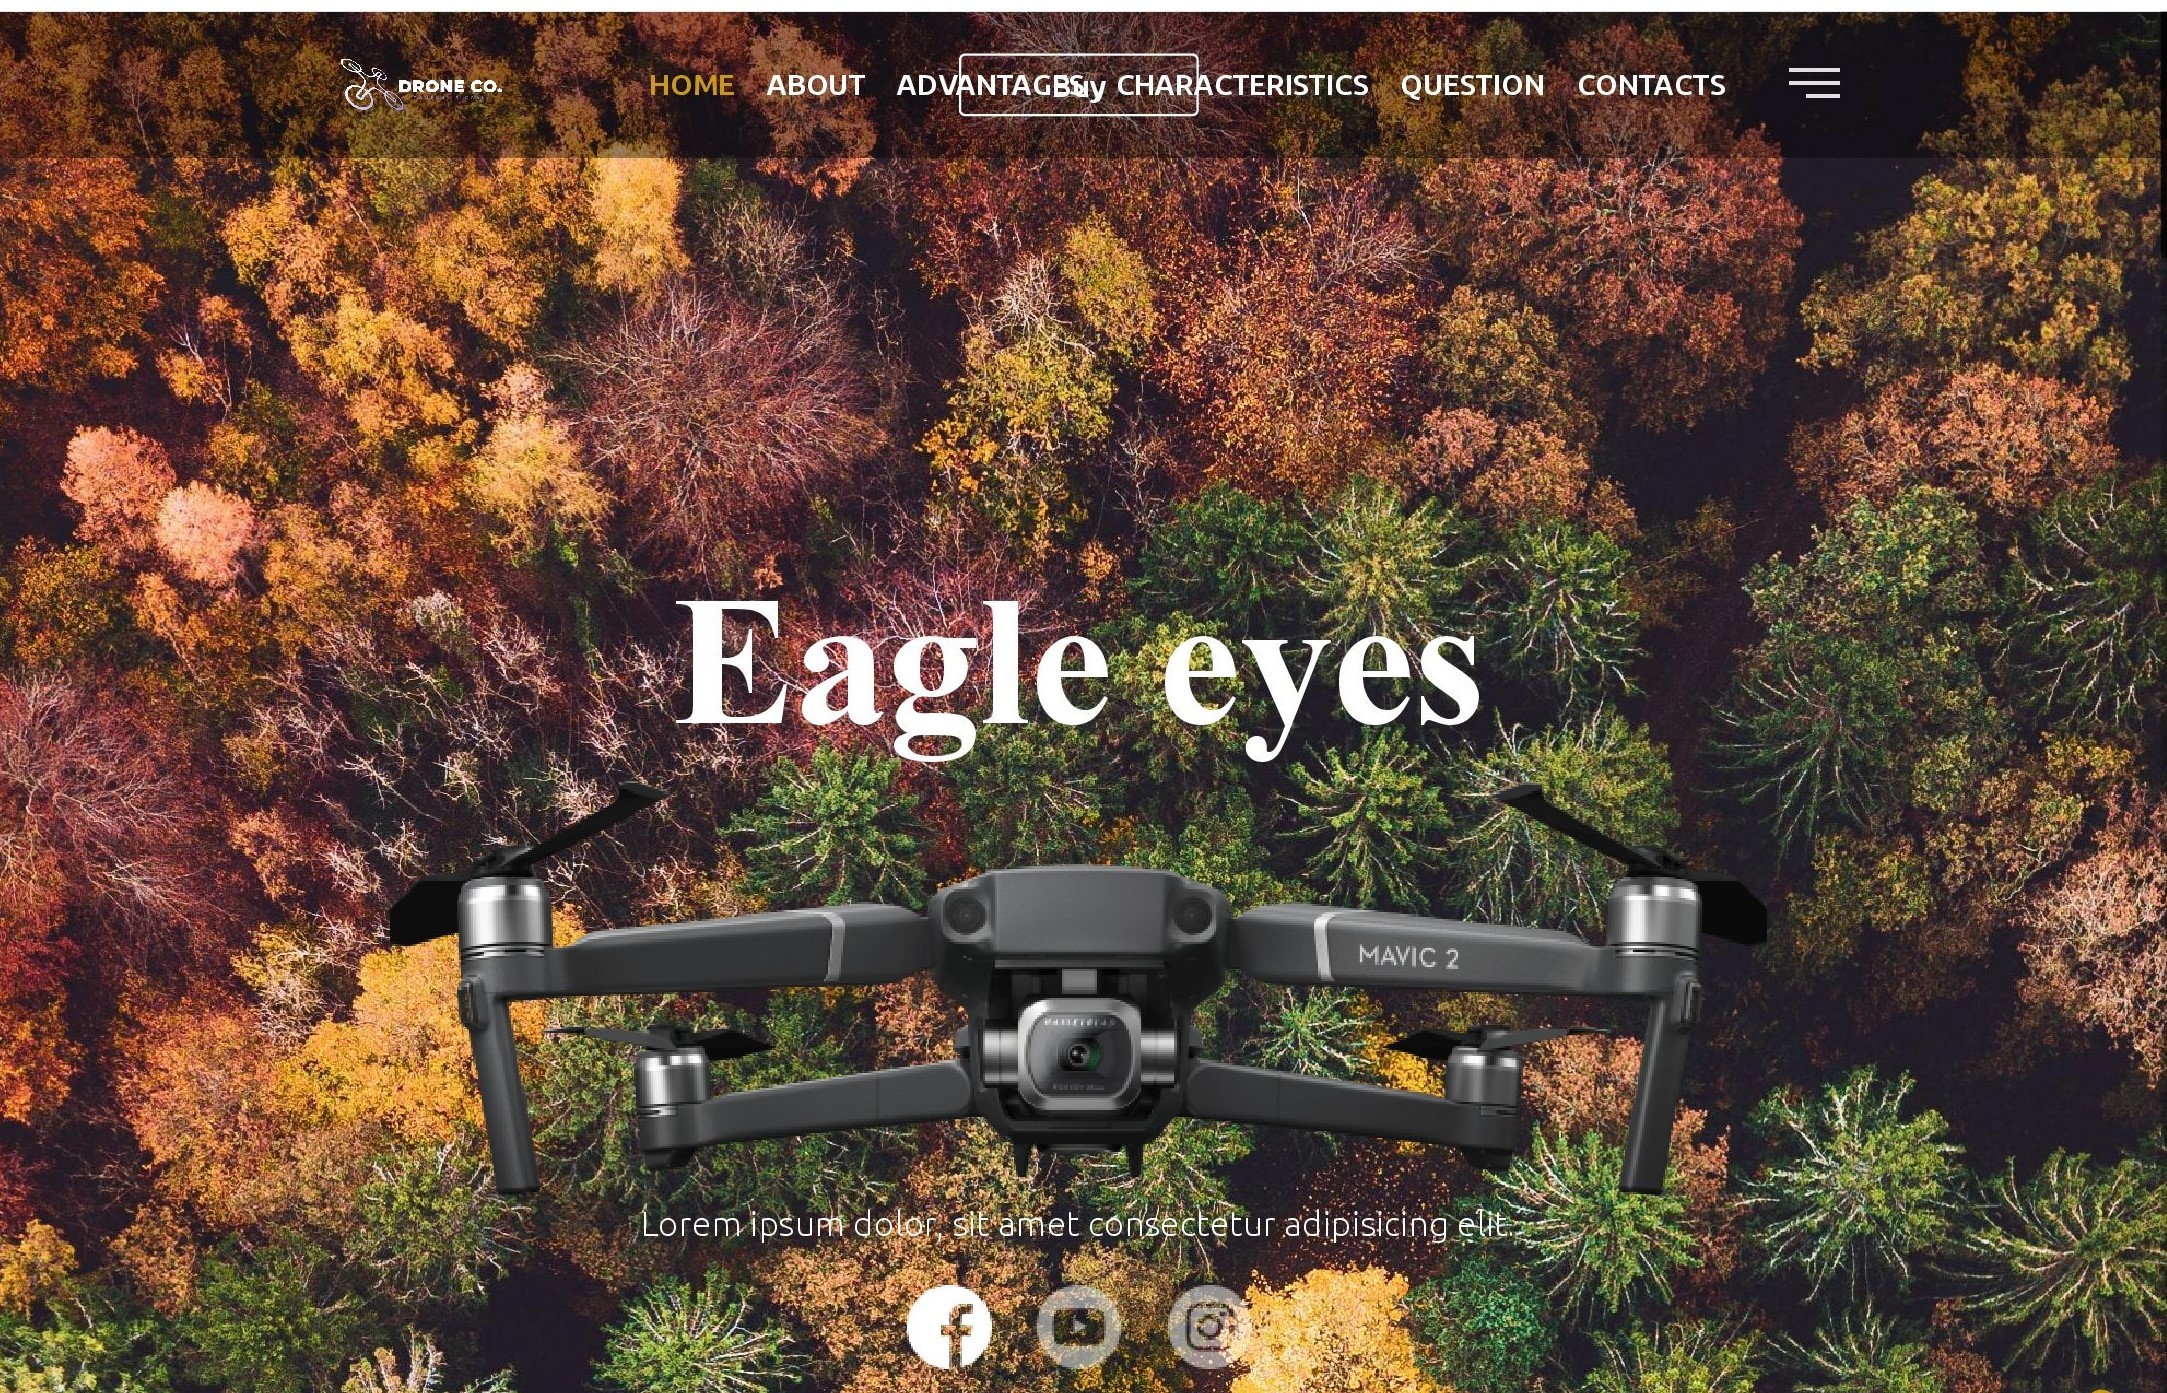 DRONE CO.
HOME ABOUT ADVANTAGES CHARACTERISTICS QUESTION CONTACTS
Buy
Eagle eyes
MAVIC 2
HASSELBLAD
Lorem ipsum dolor, sit amet consectetur adipisicing elit.